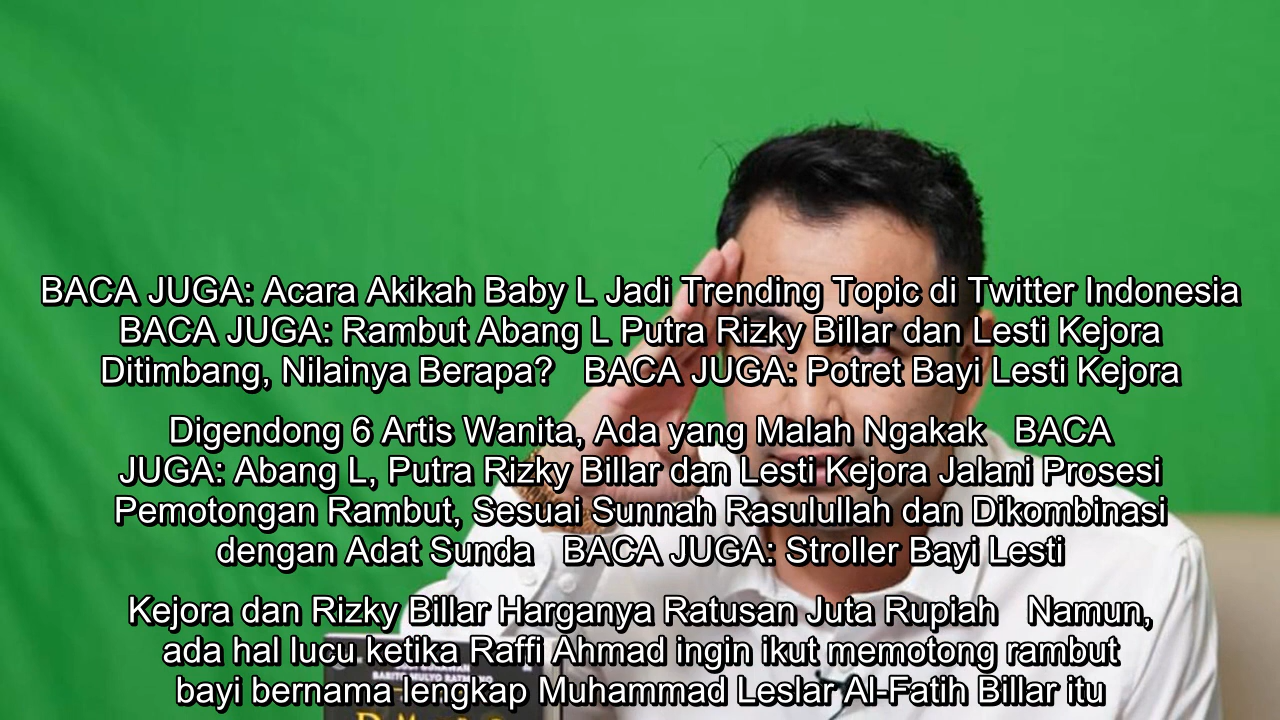 BACA JUGA: Acara Akikah Baby L Jadi Trending Topic di Twitter Indonesia
BACA JUGA: Rambut Abang L Putra Rizky Billar dan Lesti Kejora
Ditimbang, Nilainya Berapa? BACA JUGA: Potret Bayi Lesti Kejora
Digendong 6 Artis Wanita, Ada yang Malah Ngakak BACA
JUGA: Abang L, Putra Rizky Billar dan Lesti Kejora Jalani Prosesi
Pemotongan Rambut, Sesuai Sunnah Rasulullah dan Dikombinasi
dengan Adat Sunda BACA JUGA: Stroller Bayi Lesti
Kejora dan Rizky Billar Harganya Ratusan Juta Rupiah Namun,
ada hal lucu ketika Raffi Ahmad ingin ikut memotong rambut
bayi bernama lengkap Muhammad Leslar Al-Fatih Billar itu